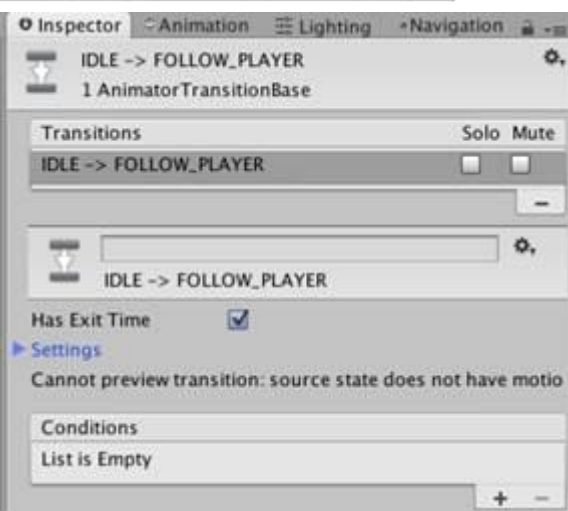 Inspector Animation Lighting Navigation
IDLE -> FOLLOW_PLAYER
1 AnimatorTransitionBase
Transitions Solo Mute
IDLE -> FOLLOW_PLAYER
IDLE -> FOLLOW_PLAYER
Has Exit Time
Settings
Cannot preview transition: source state does not have motio
Conditions
List is Empty